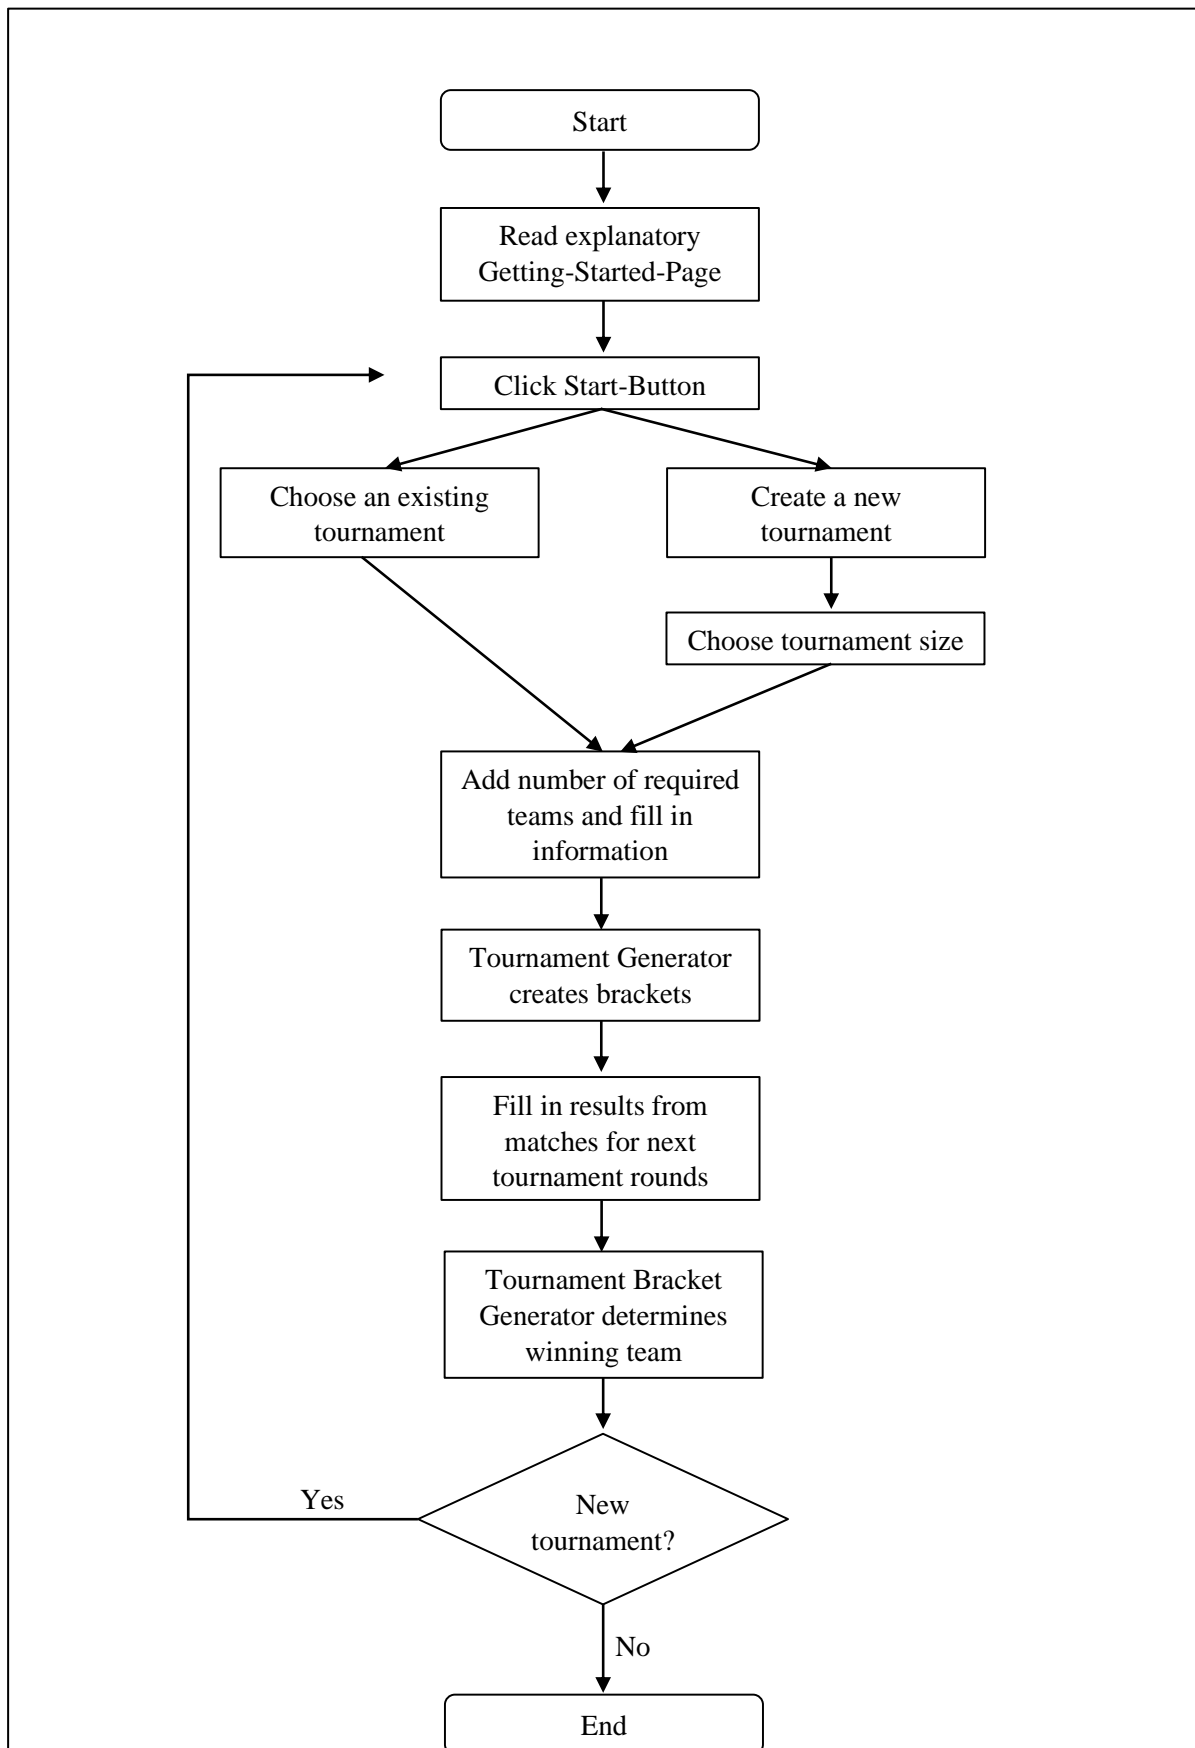 Start
Read explanatory
Getting-Started-Page
Click Start-Button
Choose an existing
tournament
Create a new
tournament
Choose tournament size
Add number of required
teams and fill in
information
Tournament Generator
creates brackets
Fill in results from
matches for next
tournament rounds
Tournament Bracket
Generator determines
winning team
Yes
New
tournament?
No
End